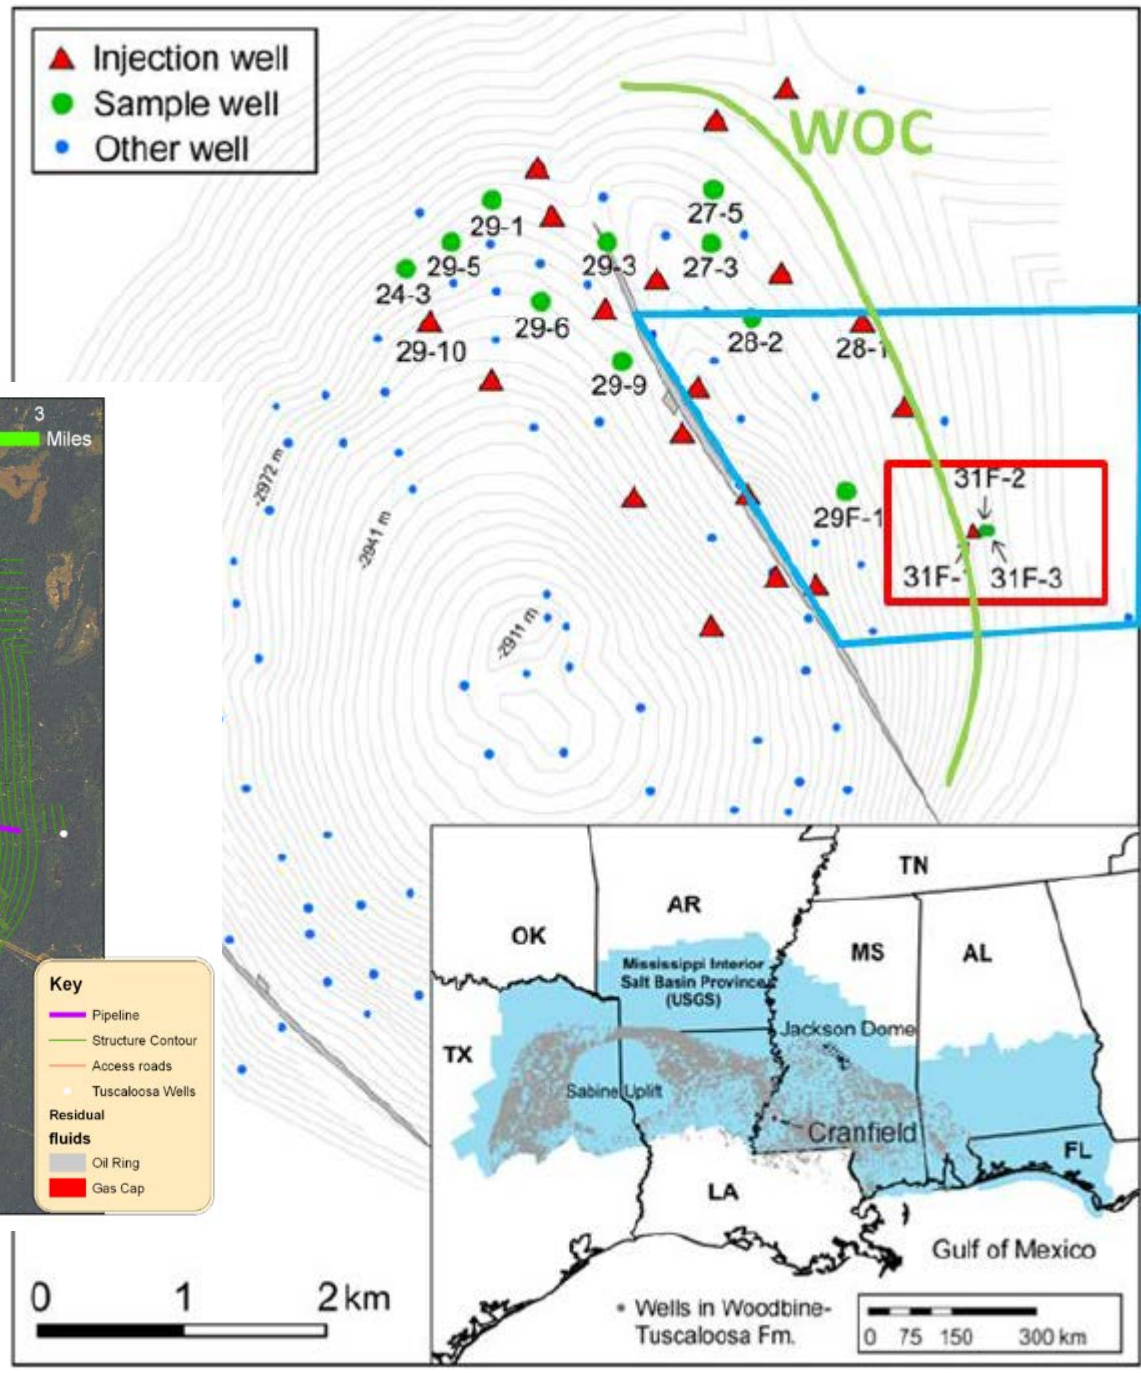 Injection well
Sample well
Other well
WOC
27-5
29-1
29-5
29-3
27-3
24-3
29-6
28-2
28-1
29-10
29-9
3
Miles
-2972 m
31F-2
29F-1
-2941 m
31F-
31F-3
-2911 m
TN
AR
OK
MS
AL
Mississippi Interior
Salt Basin Province
(USGS)
Jackson Dome
TX
Sabine Uplift
Cranfield
FL
LA
Gulf of Mexico
Wells in Woodbine-
Tuscaloosa Fm.
0 75 150 300 km
Key
Pipeline
Structure Contour
Access roads
Tuscaloosa Wells
Residual
fluids
Oil Ring
Gas Cap
0 1 2 km